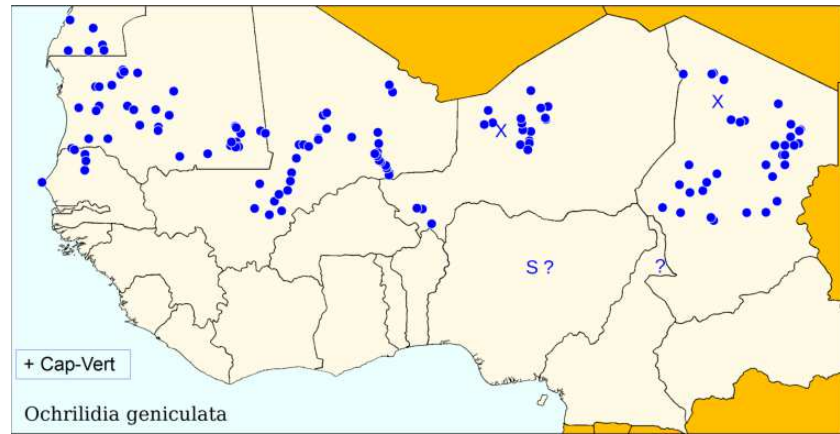 X
X
S ?
?
+ Cap-Vert
Ochrilidia geniculata